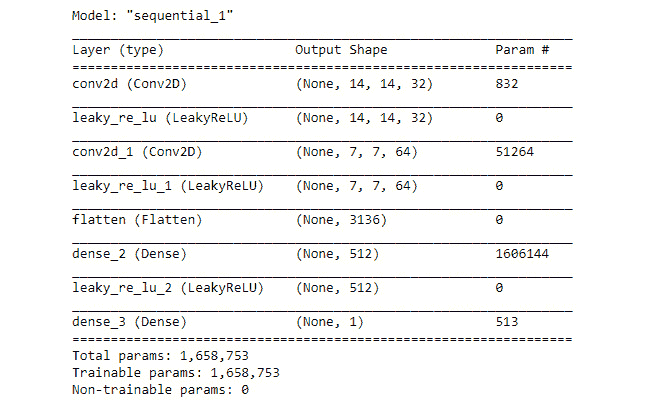 Model: "sequential_1"
Layer (type) Output Shape Param #
conv2d (Conv2D) (None, 14, 14, 32) 832
leaky_re_lu (LeakyReLU) (None, 14, 14, 32) 0
conv2d_1 (Conv2D) (None, 7, 7, 64) 51264
leaky_re_lu_1 (LeakyReLU) (None, 7, 7, 64) 0
flatten (Flatten) (None, 3136) 0
dense_2 (Dense) (None, 512) 1606144
leaky_re_lu_2 (LeakyReLU) (None, 512) 0
dense_3 (Dense) (None, 1) 513
Total params: 1,658,753
Trainable params: 1,658,753
Non-trainable params: 0